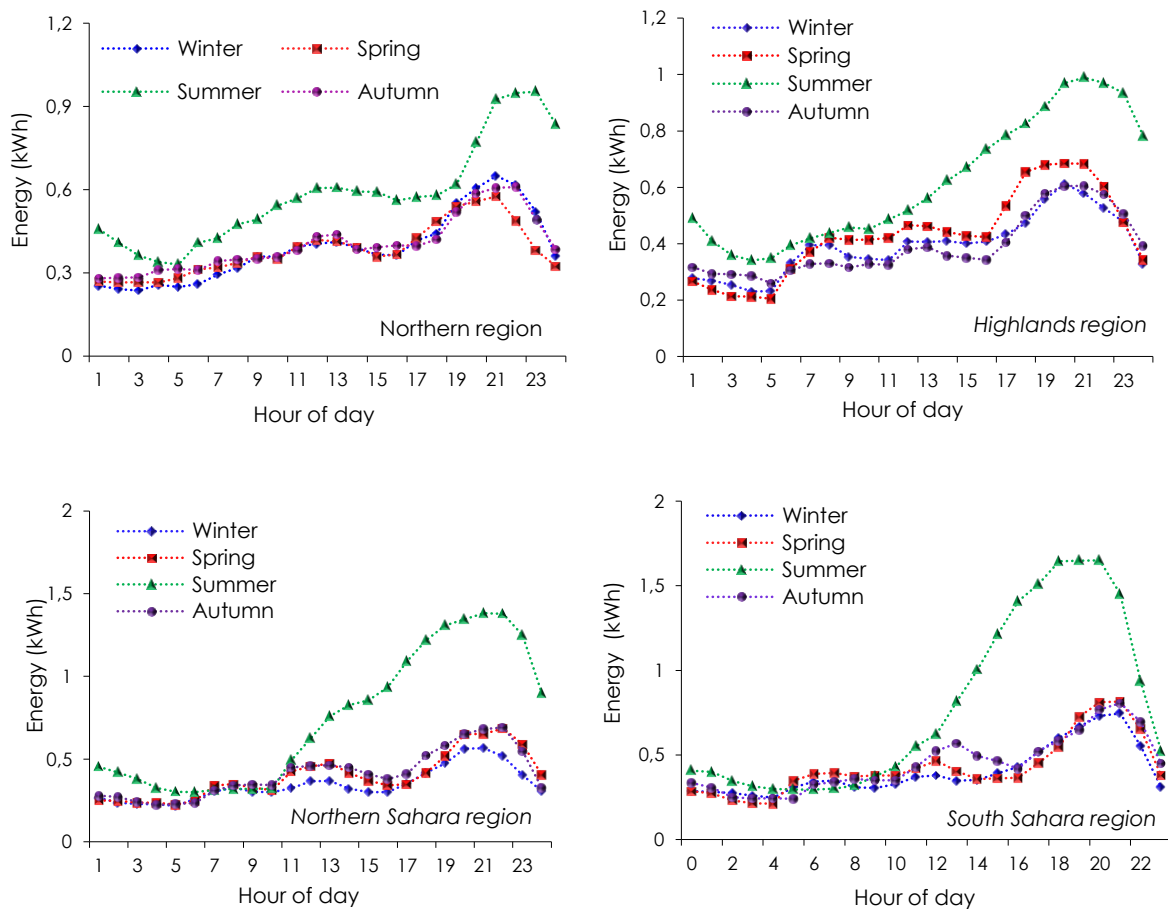 1,2
Winter
Spring
Summer
Autumn
0,9
0,6
0,3
0
Energy (kWh)
Northern region
1 3 5 7 9 11 13 15 17 19 21 23
Hour of day
1,2
1
0,8
0,6
0,4
0,2
0
Energy (kWh)
Winter
Spring
Summer
Autumn
Highlands region
1 3 5 7 9 11 13 15 17 19 21 23
Hour of day
2
1,5
1
0,5
0
Energy (kWh)
Winter
Spring
Summer
Autumn
Northern Sahara region
1 3 5 7 9 11 13 15 17 19 21 23
Hour of day
2
1,5
1
0,5
0
Energy (kWh)
Winter
Spring
Summer
Autumn
South Sahara region
0 2 4 6 8 10 12 14 16 18 20 22
Hour of day